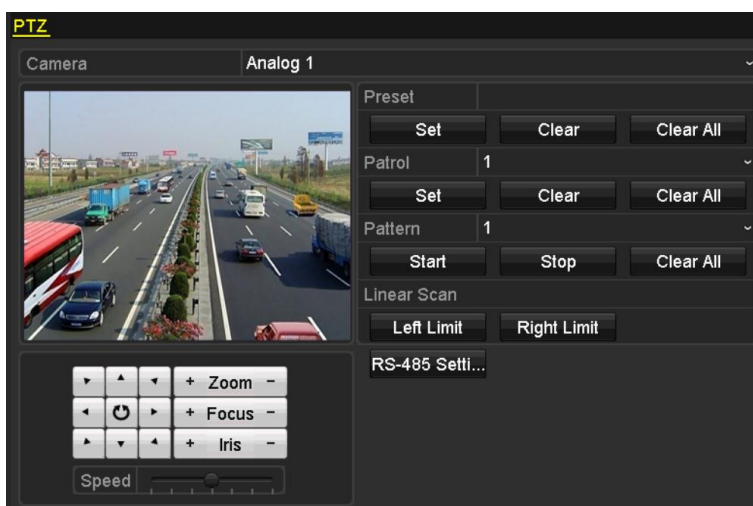 PTZ
Camera Analog 1
Preset
Set Clear Clear All
Patrol 1
Set Clear Clear All
Pattern 1
Start Stop Clear All
Linear Scan
Left Limit Right Limit
RS-485 Setti...
+ Zoom -
+ Focus -
+ Iris -
Speed